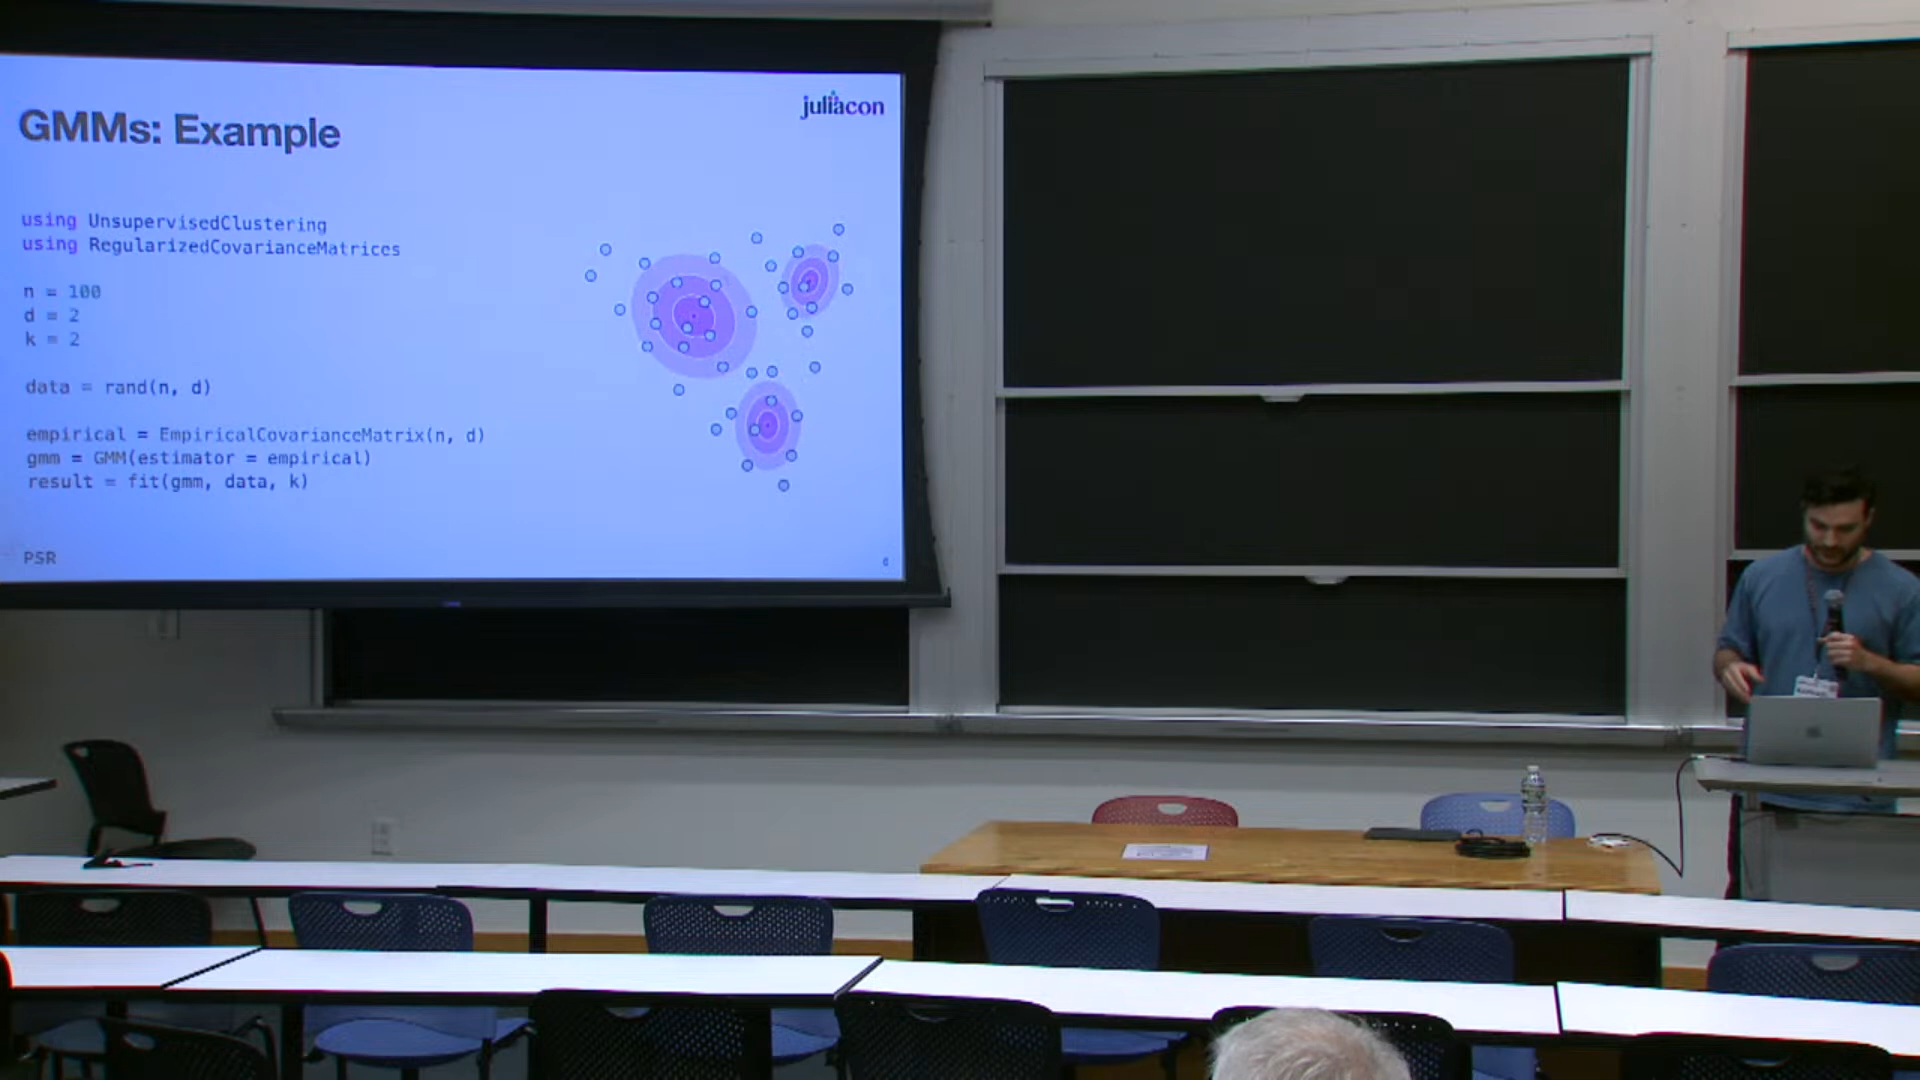 juliacon
GMMs: Example
using UnsupervisedClustering
using RegularizedCovarianceMatrices
n = 100
d = 2
k = 2
data = rand(n, d)
empirical = EmpiricalCovarianceMatrix(n, d)
gmm = GMM(estimator = empirical)
result = fit(gmm, data, k)
PSR